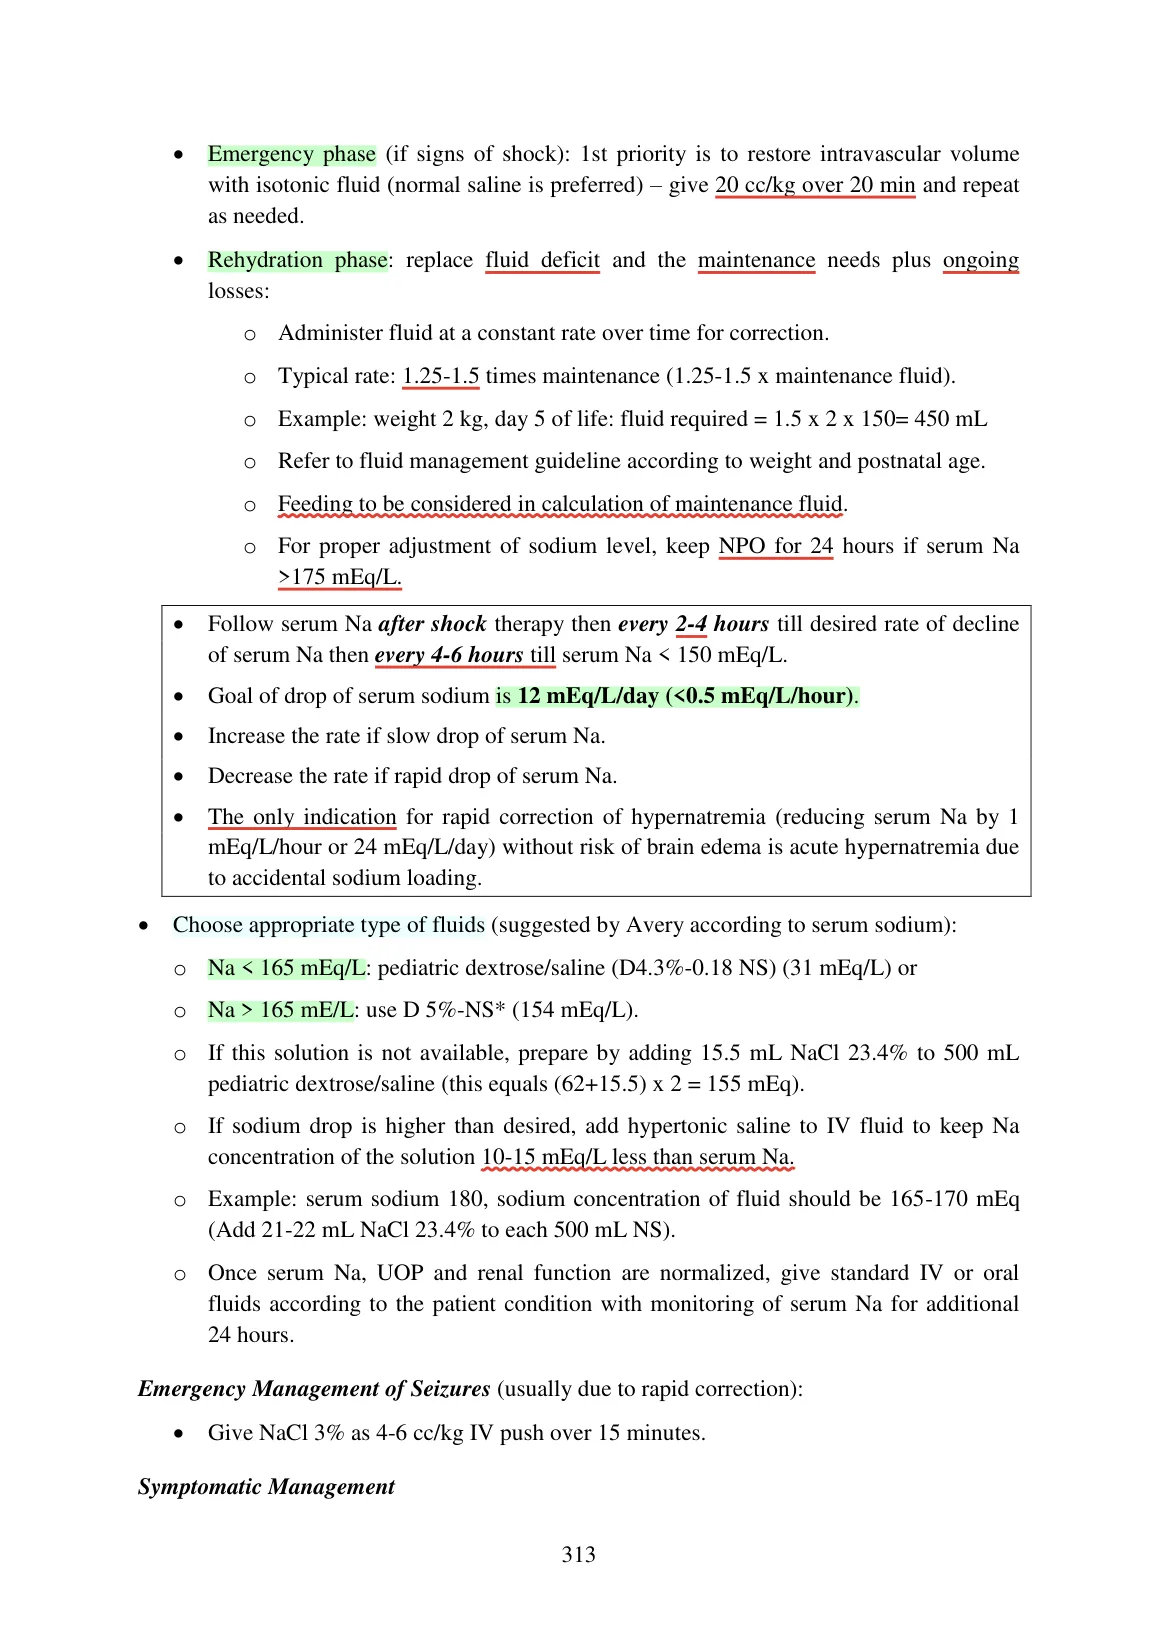 • Emergency phase (if signs of shock): 1st priority is to restore intravascular volume
with isotonic fluid (normal saline is preferred) – give 20 cc/kg over 20 min and repeat
as needed.
• Rehydration phase: replace fluid deficit and the maintenance needs plus ongoing
losses:
o Administer fluid at a constant rate over time for correction.
o Typical rate: 1.25-1.5 times maintenance (1.25-1.5 x maintenance fluid).
o Example: weight 2 kg, day 5 of life: fluid required = 1.5 x 2 x 150= 450 mL
o Refer to fluid management guideline according to weight and postnatal age.
o Feeding to be considered in calculation of maintenance fluid.
o For proper adjustment of sodium level, keep NPO for 24 hours if serum Na
>175 mEq/L.
• Follow serum Na after shock therapy then every 2-4 hours till desired rate of decline
of serum Na then every 4-6 hours till serum Na < 150 mEq/L.
• Goal of drop of serum sodium is 12 mEq/L/day (<0.5 mEq/L/hour).
• Increase the rate if slow drop of serum Na.
• Decrease the rate if rapid drop of serum Na.
• The only indication for rapid correction of hypernatremia (reducing serum Na by 1
mEq/L/hour or 24 mEq/L/day) without risk of brain edema is acute hypernatremia due
to accidental sodium loading.
• Choose appropriate type of fluids (suggested by Avery according to serum sodium):
o Na < 165 mEq/L: pediatric dextrose/saline (D4.3%-0.18 NS) (31 mEq/L) or
o Na > 165 mE/L: use D 5%-NS* (154 mEq/L).
o If this solution is not available, prepare by adding 15.5 mL NaCl 23.4% to 500 mL
pediatric dextrose/saline (this equals (62+15.5) x 2 = 155 mEq).
o If sodium drop is higher than desired, add hypertonic saline to IV fluid to keep Na
concentration of the solution 10-15 mEq/L less than serum Na.
o Example: serum sodium 180, sodium concentration of fluid should be 165-170 mEq
(Add 21-22 mL NaCl 23.4% to each 500 mL NS).
o Once serum Na, UOP and renal function are normalized, give standard IV or oral
fluids according to the patient condition with monitoring of serum Na for additional
24 hours.
Emergency Management of Seizures (usually due to rapid correction):
• Give NaCl 3% as 4-6 cc/kg IV push over 15 minutes.
Symptomatic Management
313